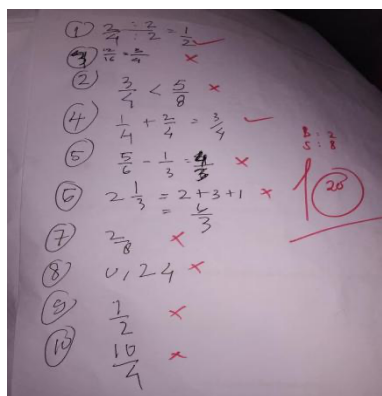 1) 2/4 : 2/2 = 1/2
3) 12/16 = 3/4 ×
2) 3/4 < 5/8 ×
4) 1/4 + 2/4 = 3/4
5) 5/6 - 1/3 = 4/3 ×
6) 2 1/3 = 2 + 3 + 1 ×
= 6/3
7) 2/8 ×
8) 0,24 ×
9) 1/2 ×
10) 10/4 ×
B : 2
S : 8
20